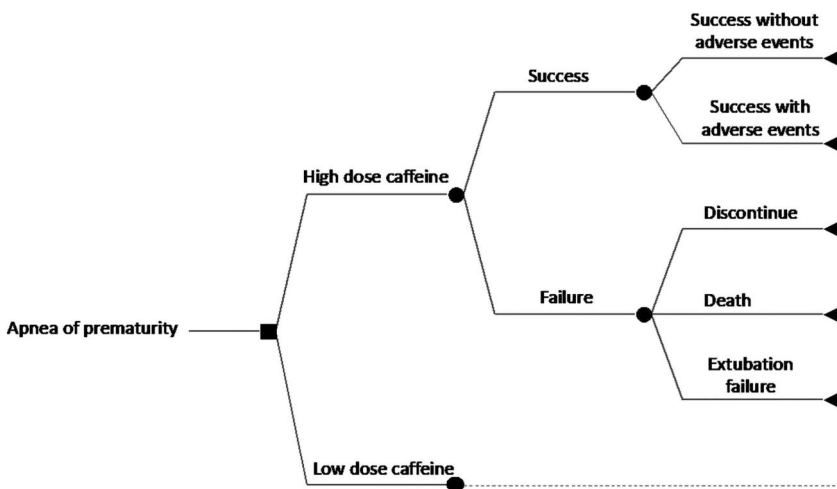 Success without
adverse events
Success
Success with
adverse events
High dose caffeine
Discontinue
Failure
Death
Apnea of prematurity
Extubation
failure
Low dose caffeine